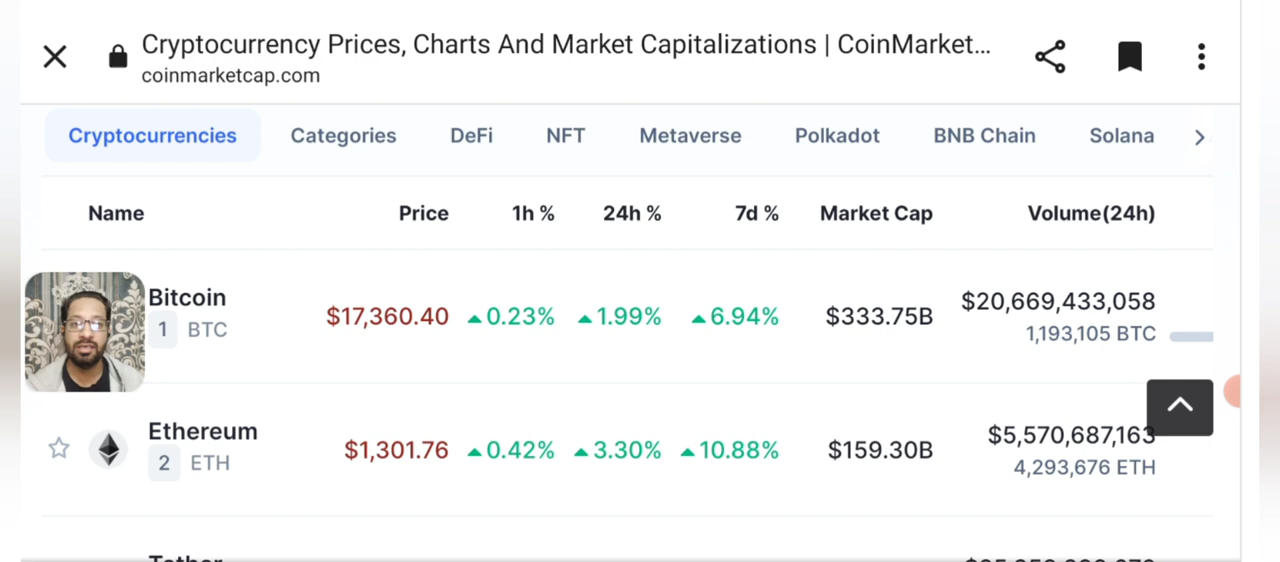 Cryptocurrency Prices, Charts And Market Capitalizations | CoinMarket...
coinmarketcap.com
Cryptocurrencies Categories DeFi NFT Metaverse Polkadot BNB Chain Solana
Name Price 1h % 24h % 7d % Market Cap Volume(24h)
Bitcoin
1 BTC
$17,360.40 0.23% 1.99% 6.94% $333.75B $20,669,433,058
1,193,105 BTC
Ethereum
2 ETH
$1,301.76 0.42% 3.30% 10.88% $159.30B $5,570,687,163
4,293,676 ETH
Tether